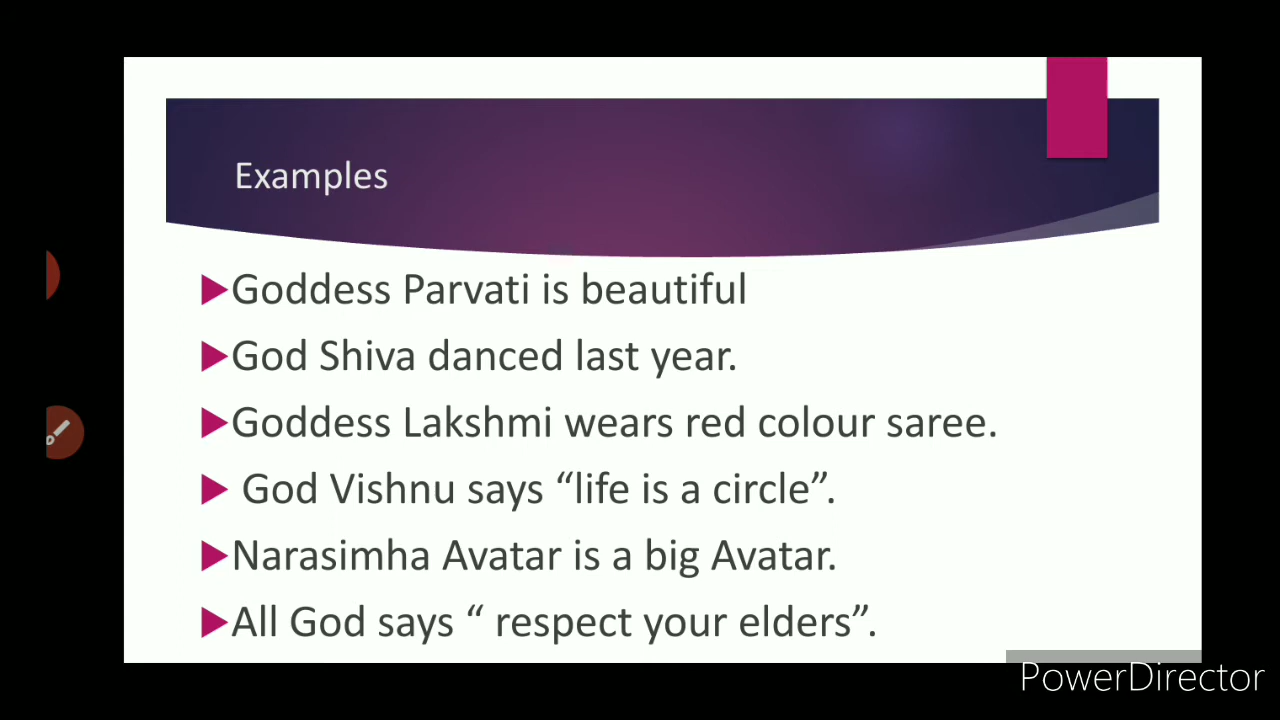 Examples
Goddess Parvati is beautiful
God Shiva danced last year.
Goddess Lakshmi wears red colour saree.
God Vishnu says “life is a circle”.
Narasimha Avatar is a big Avatar.
All God says “ respect your elders”.
PowerDirector